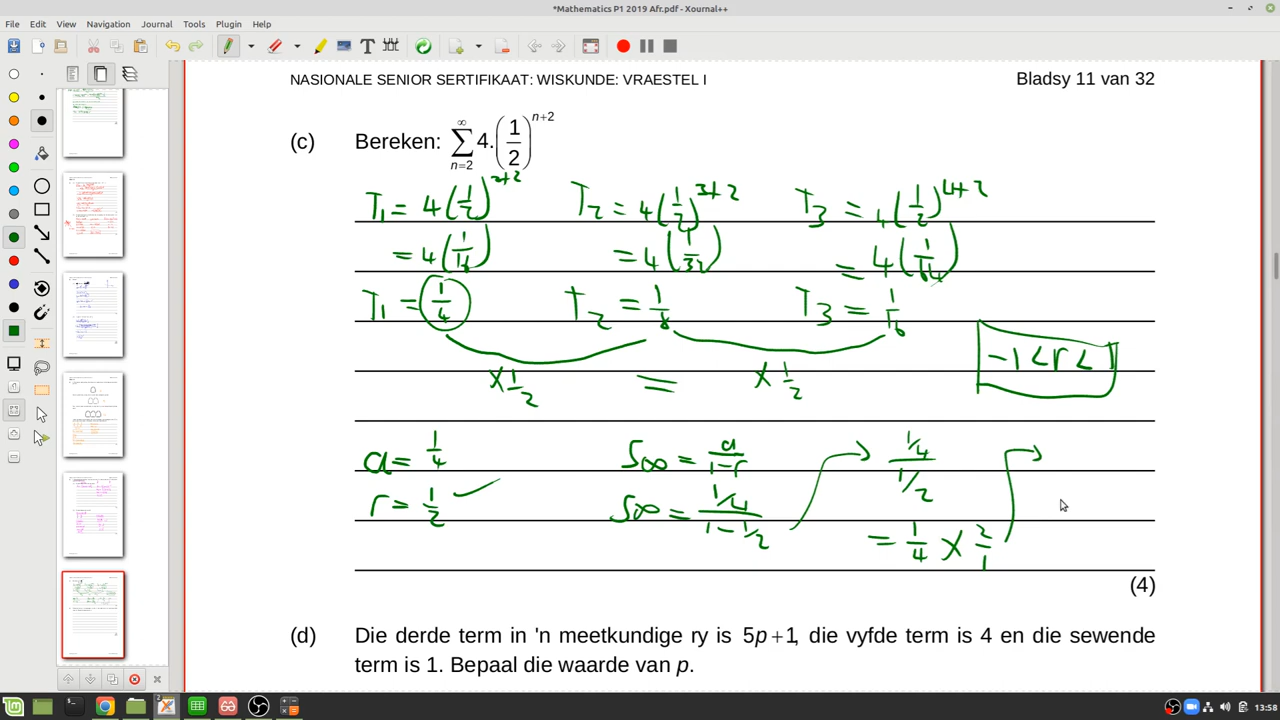 *Mathematics P1 2019 Afr.pdf - Xournal++
File Edit View Navigation Journal Tools Plugin Help
NASIONALE SENIOR SERTIFIKAAT: WISKUNDE: VRAESTEL I Bladsy 11 van 32
(c) Bereken: ∑_{n=2}^{∞} 4.(1/2)^{n+2}
T1 = 4(1/2)^{2+2} T2 = 4(1/2)^{3+2} T3 = 4(1/2)^{4+2}
= 4(1/16) = 4(1/32) = 4(1/64)
T1 = 1/4 T2 = 1/8 T3 = 1/16
-1 < r < 1
×1/2 = ×1/2
a = 1/4 S∞ = a/(1-r) (1/4)/(1/2)
r = 1/2 ✓ S∞ = (1/4)/(1-1/2)
= 1/4 × 2/1
(4)
(d) Die derde term in 'n meetkundige ry is 5p+1, die vyfde term is 4 en die sewende
term is 1. Bepaal die waarde van p.
13:58